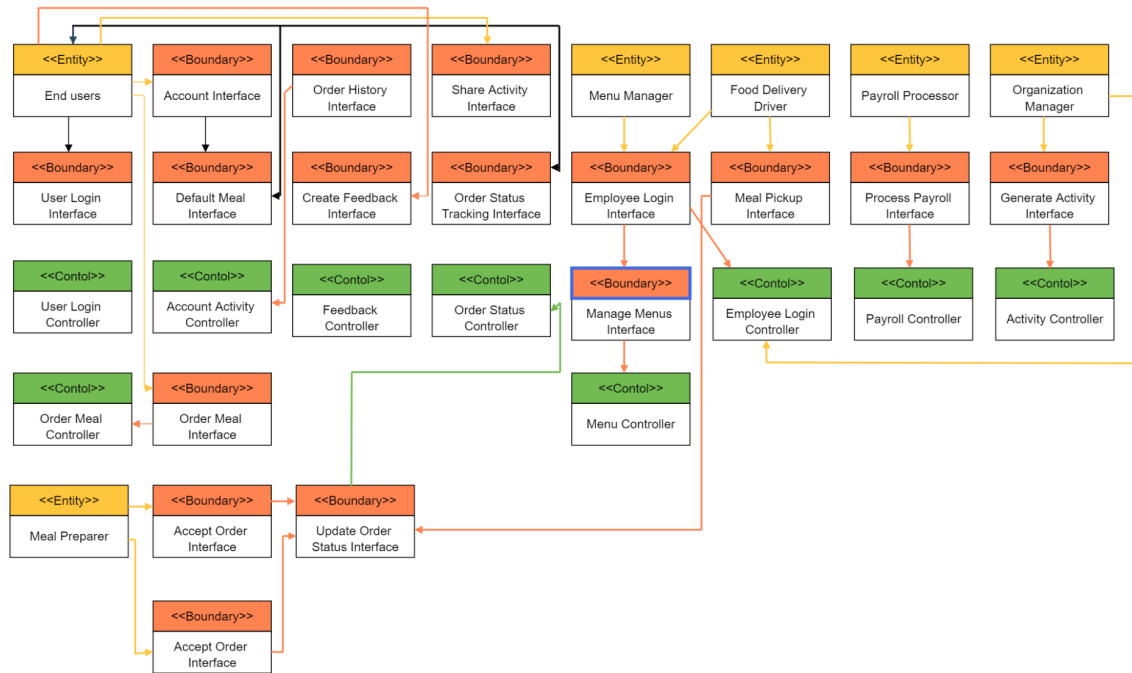 <<Entity>>
End users
<<Boundary>>
Account Interface
<<Boundary>>
Order History
Interface
<<Boundary>>
Share Activity
Interface
<<Entity>>
Menu Manager
<<Entity>>
Food Delivery
Driver
<<Entity>>
Payroll Processor
<<Entity>>
Organization
Manager
<<Boundary>>
User Login
Interface
<<Boundary>>
Default Meal
Interface
<<Boundary>>
Create Feedback
Interface
<<Boundary>>
Order Status
Tracking Interface
<<Boundary>>
Employee Login
Interface
<<Boundary>>
Meal Pickup
Interface
<<Boundary>>
Process Payroll
Interface
<<Boundary>>
Generate Activity
Interface
<<Contol>>
User Login
Controller
<<Contol>>
Account Activity
Controller
<<Contol>>
Feedback
Controller
<<Contol>>
Order Status
Controller
<<Boundary>>
Manage Menus
Interface
<<Contol>>
Employee Login
Controller
<<Contol>>
Payroll Controller
<<Contol>>
Activity Controller
<<Contol>>
Order Meal
Controller
<<Boundary>>
Order Meal
Interface
<<Contol>>
Menu Controller
<<Entity>>
Meal Preparer
<<Boundary>>
Accept Order
Interface
<<Boundary>>
Update Order
Status Interface
<<Boundary>>
Accept Order
Interface